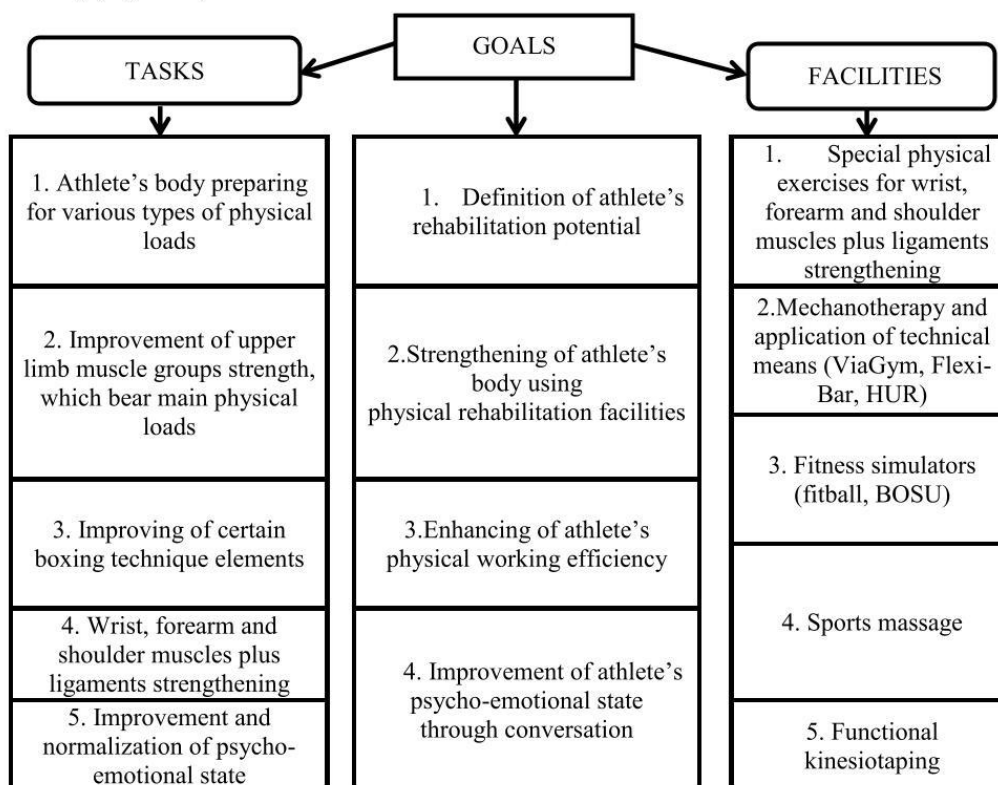 GOALS
TASKS
FACILITIES
1. Athlete’s body preparing
for various types of physical
loads
2. Improvement of upper
limb muscle groups strength,
which bear main physical
loads
3. Improving of certain
boxing technique elements
4. Wrist, forearm and
shoulder muscles plus
ligaments strengthening
5. Improvement and
normalization of psycho-
emotional state
1. Definition of athlete’s
rehabilitation potential
2.Strengthening of athlete’s
body using
physical rehabilitation facilities
3.Enhancing of athlete’s
physical working efficiency
4. Improvement of athlete’s
psycho-emotional state
through conversation
1. Special physical
exercises for wrist,
forearm and shoulder
muscles plus ligaments
strengthening
2.Mechanotherapy and
application of technical
means (ViaGym, Flexi-
Bar, HUR)
3. Fitness simulators
(fitball, BOSU)
4. Sports massage
5. Functional
kinesiotaping